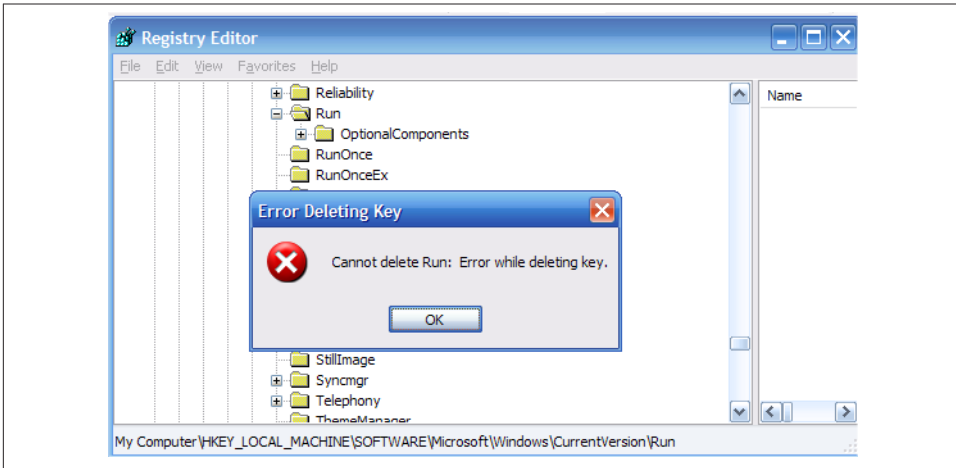 Registry Editor
File Edit View Favorites Help
Reliability
Name
Run
OptionalComponents
RunOnce
RunOnceEx
Error Deleting Key
Cannot delete Run: Error while deleting key.
OK
StillImage
Syncmgr
Telephony
ThemeManager
My Computer\HKEY_LOCAL_MACHINE\SOFTWARE\Microsoft\Windows\CurrentVersion\Run